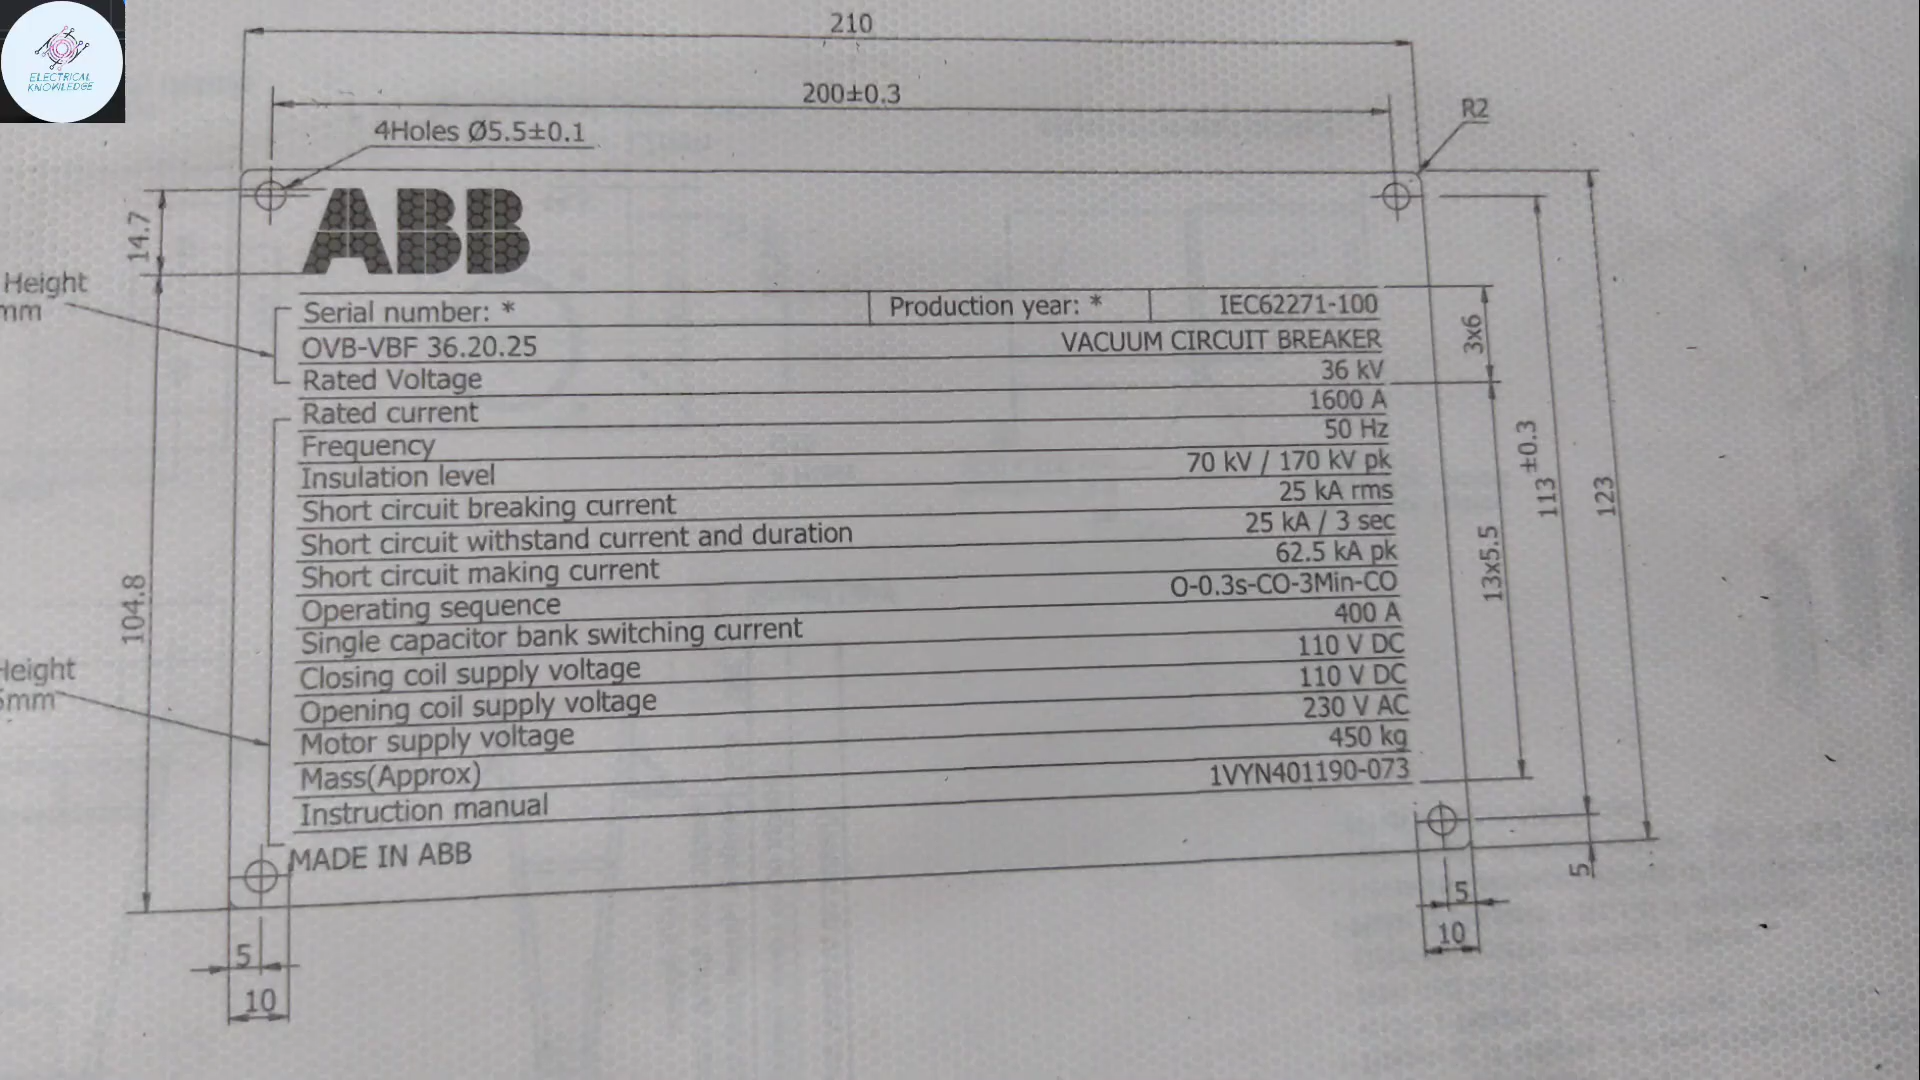 ELECTRICAL
KNOWLEDGE
210
200±0.3
4Holes Ø5.5±0.1
R2
ABB
14.7
Height
mm
Serial number: * Production year: * IEC62271-100
OVB-VBF 36.20.25 VACUUM CIRCUIT BREAKER
Rated Voltage 36 kV
Rated current 1600 A
Frequency 50 Hz
Insulation level 70 kV / 170 kV pk
Short circuit breaking current 25 kA rms
Short circuit withstand current and duration 25 kA / 3 sec
Short circuit making current 62.5 kA pk
Operating sequence O-0.3s-CO-3Min-CO
Single capacitor bank switching current 400 A
Closing coil supply voltage 110 V DC
Opening coil supply voltage 110 V DC
Motor supply voltage 230 V AC
Mass(Approx) 450 kg
Instruction manual 1VYN401190-073
MADE IN ABB
3x6
13x5.5
113 ±0.3
123
104.8
Height
5mm
5
10
5
10
5